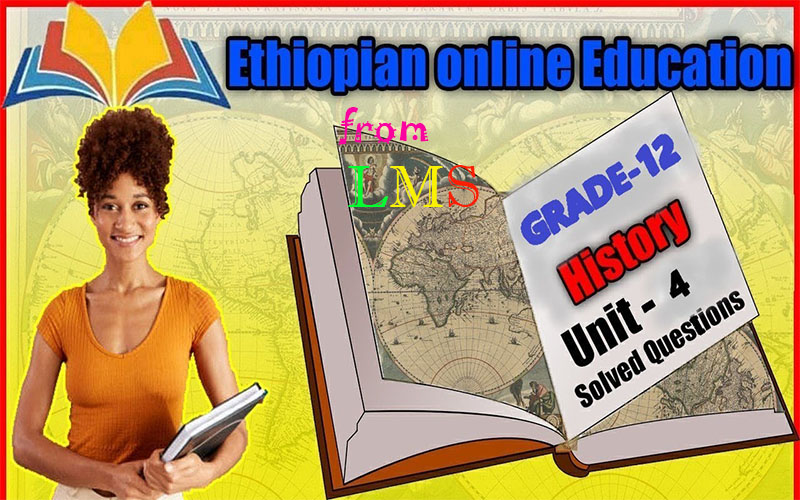 Ethiopian online Education
from
LMS
GRADE-12
History
Unit - 4
Solved Questions